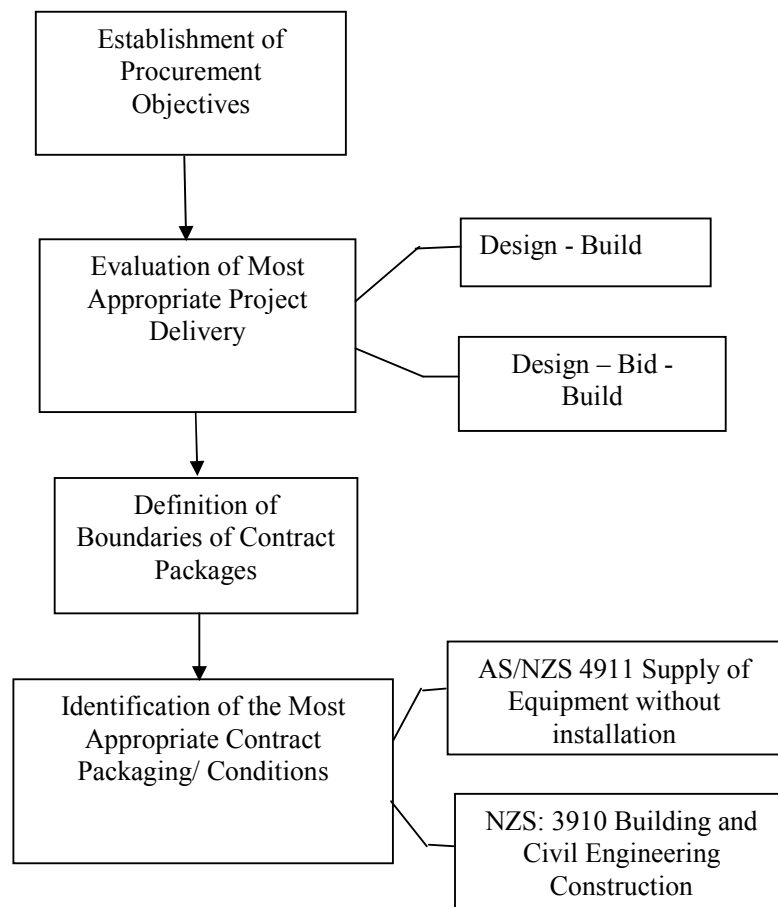 Establishment of
Procurement
Objectives
Evaluation of Most
Appropriate Project
Delivery
Design - Build
Design – Bid -
Build
Definition of
Boundaries of Contract
Packages
Identification of the Most
Appropriate Contract
Packaging/ Conditions
AS/NZS 4911 Supply of
Equipment without
installation
NZS: 3910 Building and
Civil Engineering
Construction